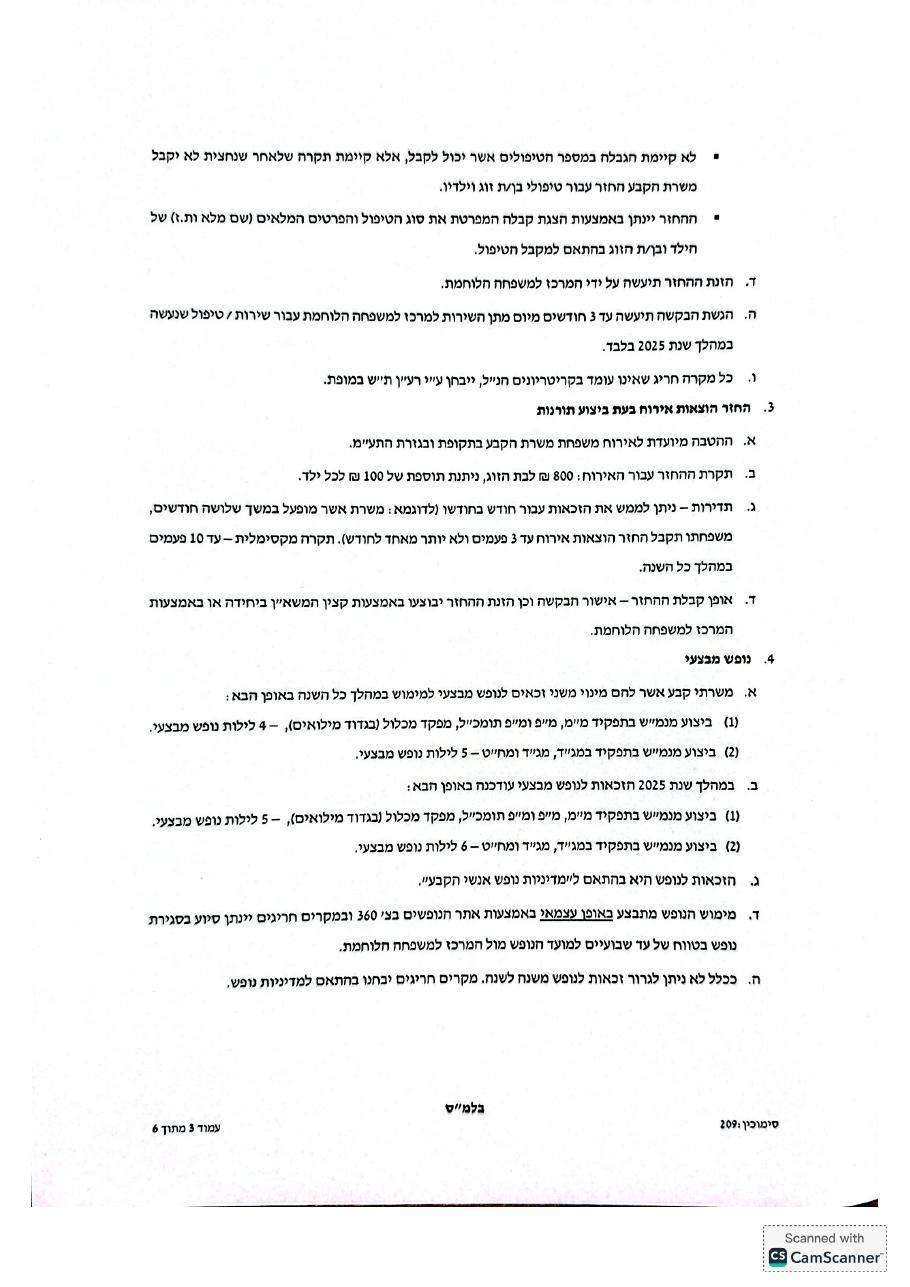 ▪ לא קיימת הגבלה במספר הטיפולים אשר יכול לקבל, אלא קיימת תקרה שלאחר שנחצית לא יקבל
משרת הקבע החזר עבור טיפולי בן/ת זוג וילדיו.
▪ ההחזר יינתן באמצעות הצגת קבלה המפרטת את סוג הטיפול והפרטים המלאים (שם מלא ות.ז) של
הילד ובן/ת הזוג בהתאם למקבל הטיפול.
ד. הזנת ההחזר תיעשה על ידי המרכז למשפחה הלוחמת.
ה. הגשת הבקשה תיעשה עד 3 חודשים מיום מתן השירות למרכז למשפחה הלוחמת עבור שירות / טיפול שנעשה
במהלך שנת 2025 בלבד.
ו. כל מקרה חריג שאינו עומד בקריטריונים הנ״ל, ייבחן ע״י רע״ן ת״ש במופת.
3. החזר הוצאות אירוח בעת ביצוע תורנות
א. ההטבה מיועדת לאירוח משפחת משרת הקבע בתקופת ובגזרת התע״מ.
ב. תקרת ההחזר עבור האירוח: 800 ₪ לבת הזוג, ניתנת תוספת של 100 ₪ לכל ילד.
ג. תדירות – ניתן לממש את הזכאות עבור חודש בחודשו (לדוגמא: משרת אשר מופעל במשך שלושה חודשים,
משפחתו תקבל החזר הוצאות אירוח עד 3 פעמים ולא יותר מאחד לחודש). תקרה מקסימלית – עד 10 פעמים
במהלך כל השנה.
ד. אופן קבלת ההחזר – אישור הבקשה וכן הזנת ההחזר יבוצעו באמצעות קצין המשא״ן ביחידה או באמצעות
המרכז למשפחה הלוחמת.
4. נופש מבצעי
א. משרתי קבע אשר להם מינוי משני זכאים לנופש מבצעי למימוש במהלך כל השנה באופן הבא:
(1) ביצוע מנמ״ש בתפקיד מ״מ, מ״פ ומ״פ תומכ״ל, מפקד מכלול (בגדוד מילואים), – 4 לילות נופש מבצעי.
(2) ביצוע מנמ״ש בתפקיד במג״ד, מג״ד ומח״ט – 5 לילות נופש מבצעי.
ב. במהלך שנת 2025 הזכאות לנופש מבצעי עודכנה באופן הבא:
(1) ביצוע מנמ״ש בתפקיד מ״מ, מ״פ ומ״פ תומכ״ל, מפקד מכלול (בגדוד מילואים), – 5 לילות נופש מבצעי.
(2) ביצוע מנמ״ש בתפקיד במג״ד, מג״ד ומח״ט – 6 לילות נופש מבצעי.
ג. הזכאות לנופש היא בהתאם ל״מדיניות נופש אנשי הקבע״.
ד. מימוש הנופש מתבצע באופן עצמאי באמצעות אתר הנופשים בצ׳ 360 ובמקרים חריגים יינתן סיוע בסגירת
נופש בטווח של עד שבועיים למועד הנופש מול המרכז למשפחה הלוחמת.
ה. ככלל לא ניתן לגרור זכאות לנופש משנה לשנה. מקרים חריגים יבחנו בהתאם למדיניות נופש.
בלמ״ס
סימוכין: 209
עמוד 3 מתוך 6
Scanned with
CS CamScanner